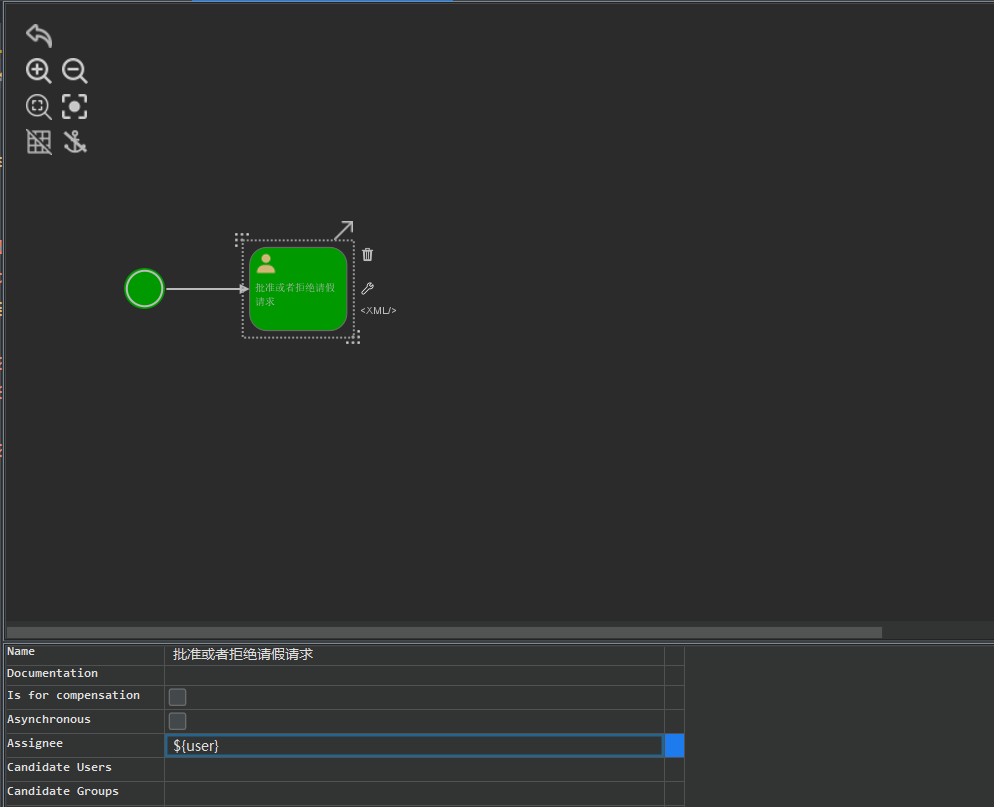 批准或者拒绝请假
请求
<XML/>
Name
批准或者拒绝请假请求
Documentation
Is for compensation
Asynchronous
Assignee
${user}
Candidate Users
Candidate Groups